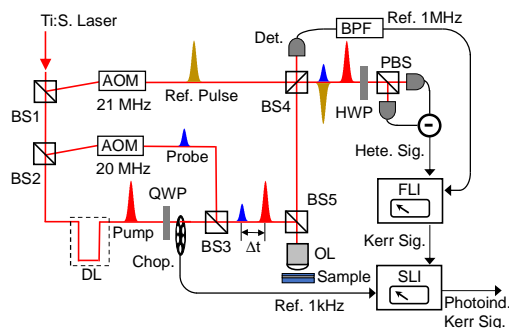 Ti:S. Laser
Det.
BPF
Ref. 1MHz
AOM
PBS
BS1
21 MHz
Ref. Pulse
BS4
HWP
AOM
BS2
20 MHz
Probe
Hete. Sig.
QWP
BS5
FLI
Pump
BS3
Δt
OL
Kerr Sig.
DL
Chop.
Sample
SLI
Ref. 1kHz
Photoind.
Kerr Sig.